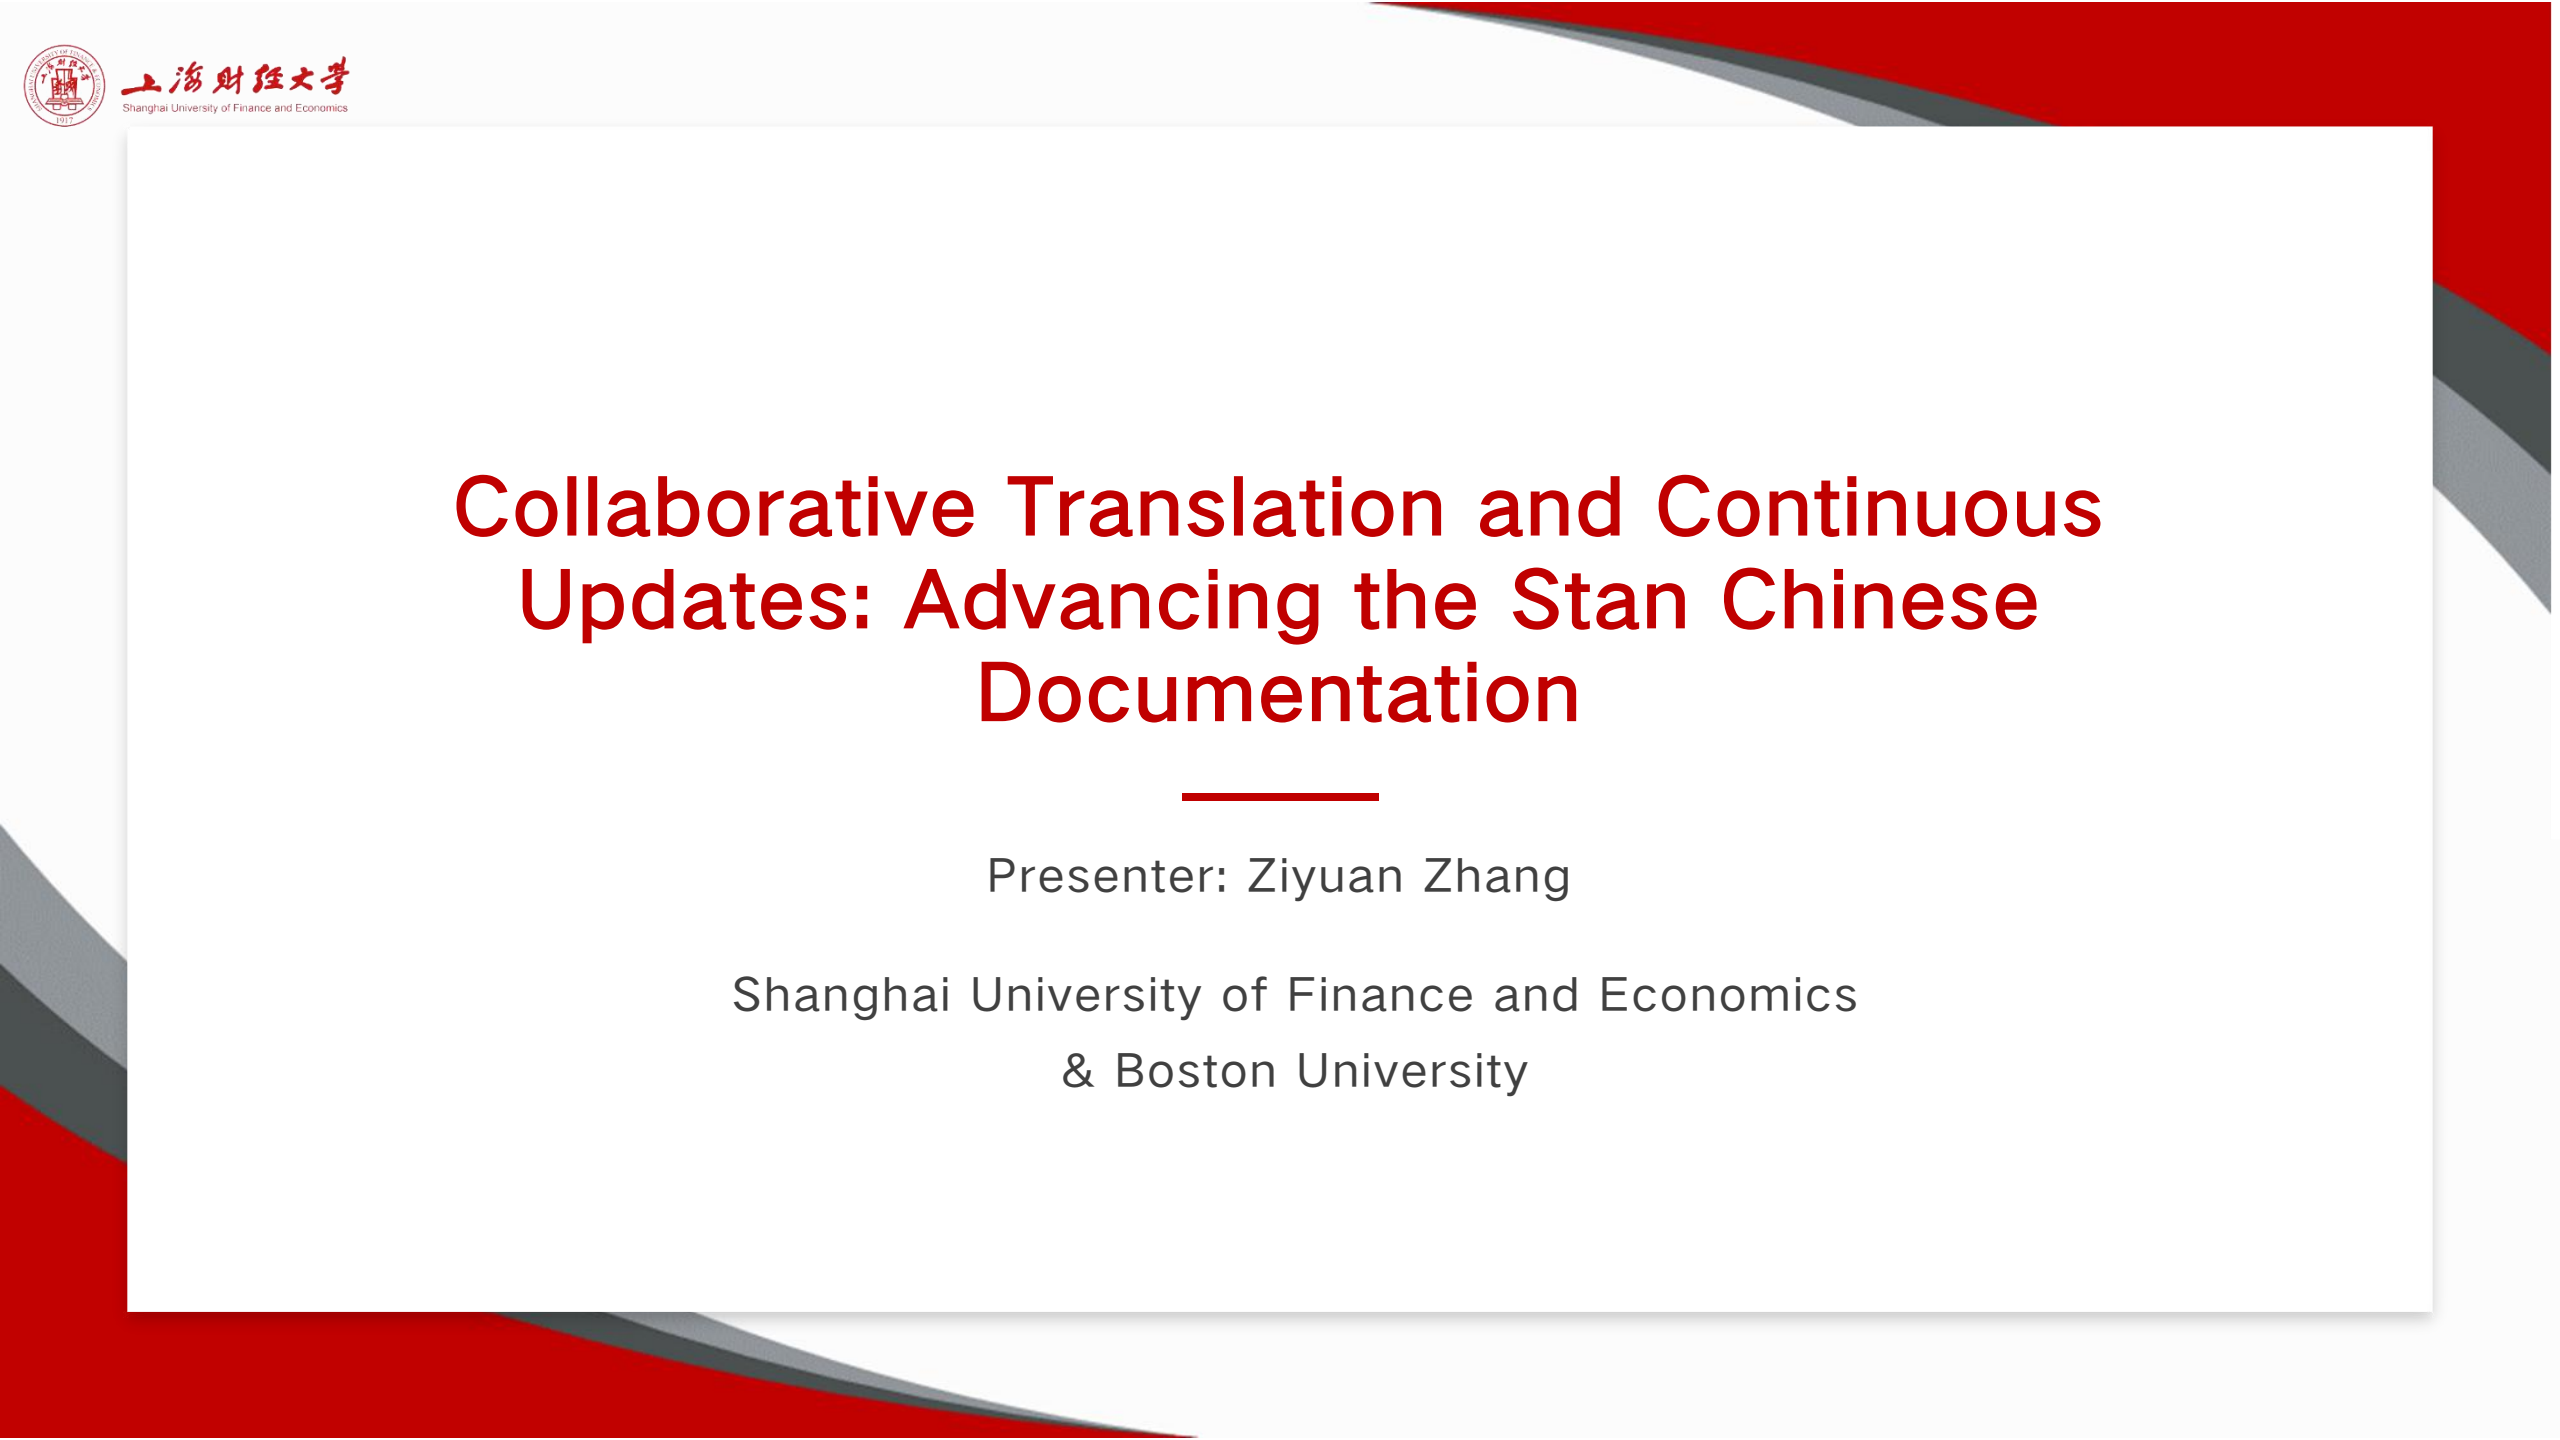 上海财经大学
Shanghai University of Finance and Economics
1917
Collaborative Translation and Continuous
Updates: Advancing the Stan Chinese
Documentation
Presenter: Ziyuan Zhang
Shanghai University of Finance and Economics
& Boston University